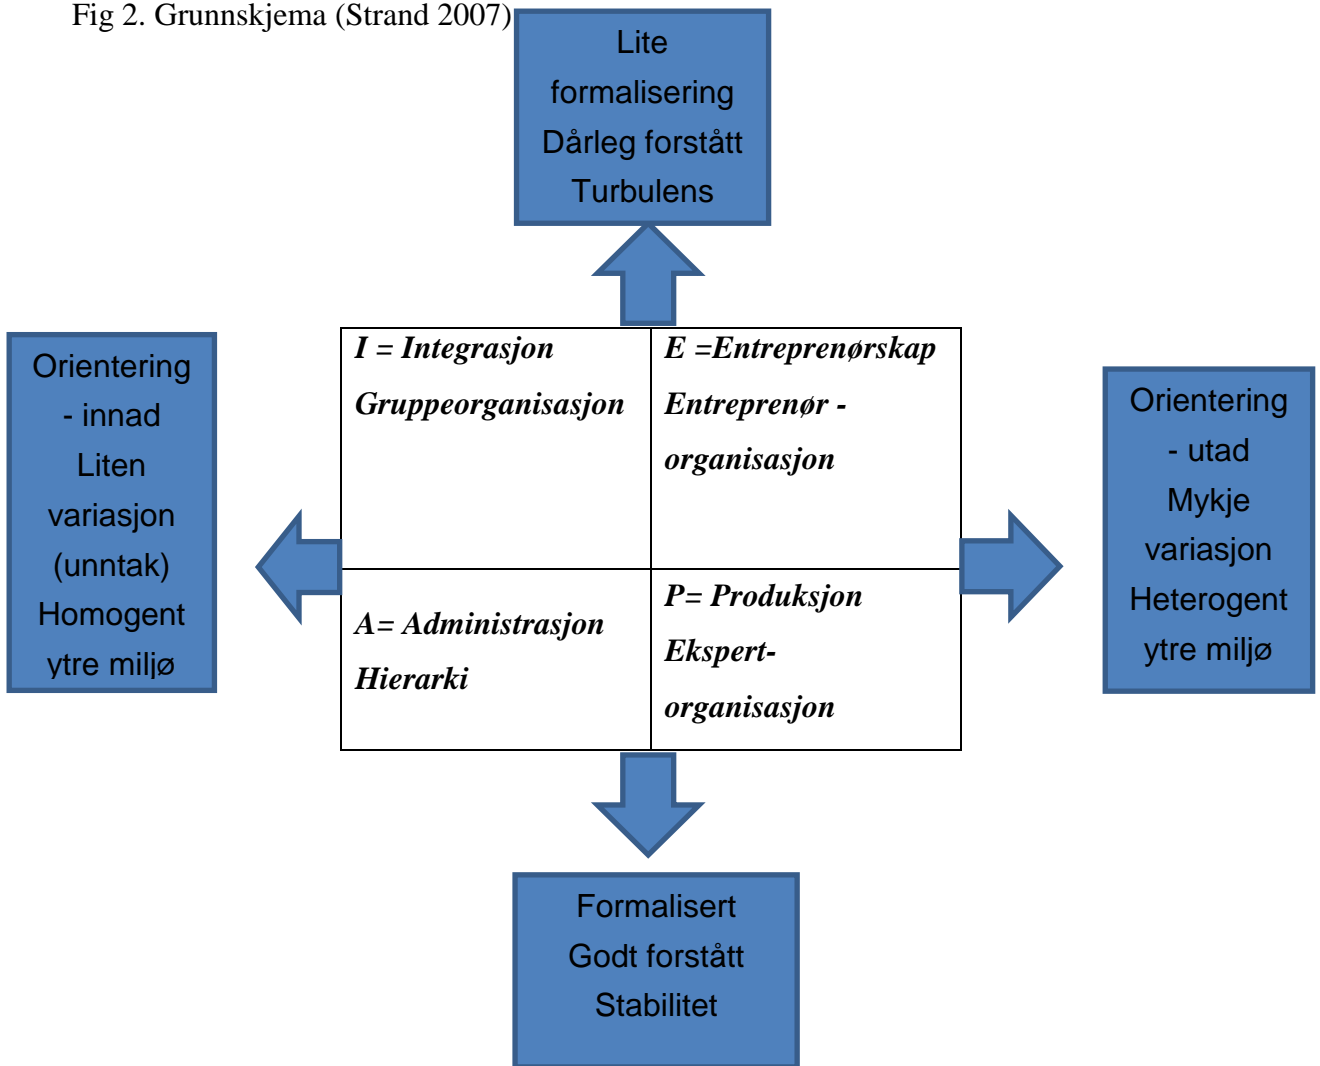 Fig 2. Grunnskjema (Strand 2007)
Lite
formalisering
Dårleg forstått
Turbulens
Orientering
- innad
Liten
variasjon
(unntak)
Homogent
ytre miljø
I = Integrasjon
Gruppeorganisasjon
E =Entreprenørskap
Entreprenør -
organisasjon
A= Administrasjon
Hierarki
P= Produksjon
Ekspert-
organisasjon
Orientering
- utad
Mykje
variasjon
Heterogent
ytre miljø
Formalisert
Godt forstått
Stabilitet